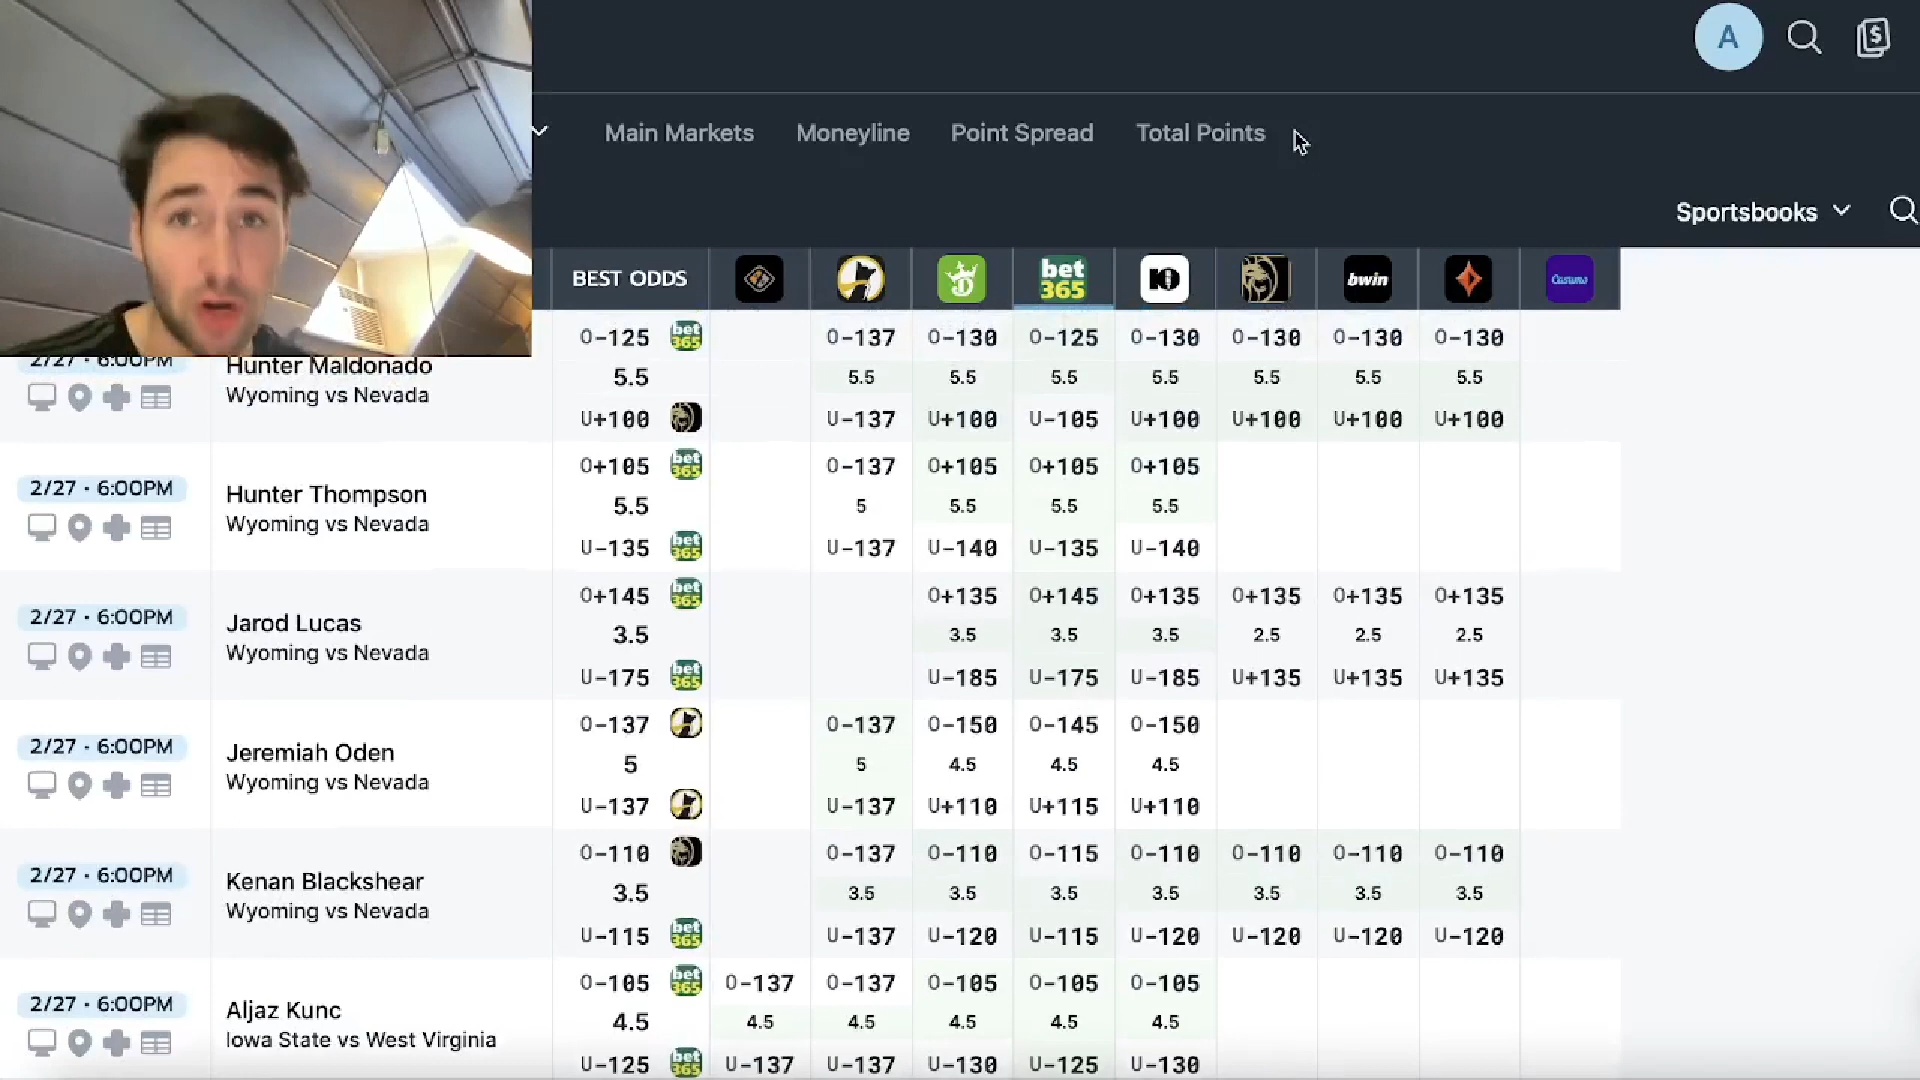 A
Main Markets Moneyline Point Spread Total Points
Sportsbooks
BEST ODDS bet365 bwin Casumo
2/27 · 6:00PM Hunter Maldonado
Wyoming vs Nevada
O-125 bet365 O-137 O-130 O-125 O-130 O-130 O-130 O-130
5.5 5.5 5.5 5.5 5.5 5.5 5.5 5.5
U+100 U-137 U+100 U-105 U+100 U+100 U+100 U+100
2/27 · 6:00PM Hunter Thompson
Wyoming vs Nevada
O+105 bet365 O-137 O+105 O+105 O+105
5.5 5 5.5 5.5 5.5
U-135 bet365 U-137 U-140 U-135 U-140
2/27 · 6:00PM Jarod Lucas
Wyoming vs Nevada
O+145 bet365 O+135 O+145 O+135 O+135 O+135 O+135
3.5 3.5 3.5 3.5 2.5 2.5 2.5
U-175 bet365 U-185 U-175 U-185 U+135 U+135 U+135
2/27 · 6:00PM Jeremiah Oden
Wyoming vs Nevada
O-137 O-137 O-150 O-145 O-150
5 5 4.5 4.5 4.5
U-137 U-137 U+110 U+115 U+110
2/27 · 6:00PM Kenan Blackshear
Wyoming vs Nevada
O-110 O-137 O-110 O-115 O-110 O-110 O-110 O-110
3.5 3.5 3.5 3.5 3.5 3.5 3.5 3.5
U-115 bet365 U-137 U-120 U-115 U-120 U-120 U-120 U-120
2/27 · 6:00PM Aljaz Kunc
Iowa State vs West Virginia
O-105 bet365 O-137 O-137 O-105 O-105 O-105
4.5 4.5 4.5 4.5 4.5 4.5
U-125 bet365 U-137 U-137 U-130 U-125 U-130